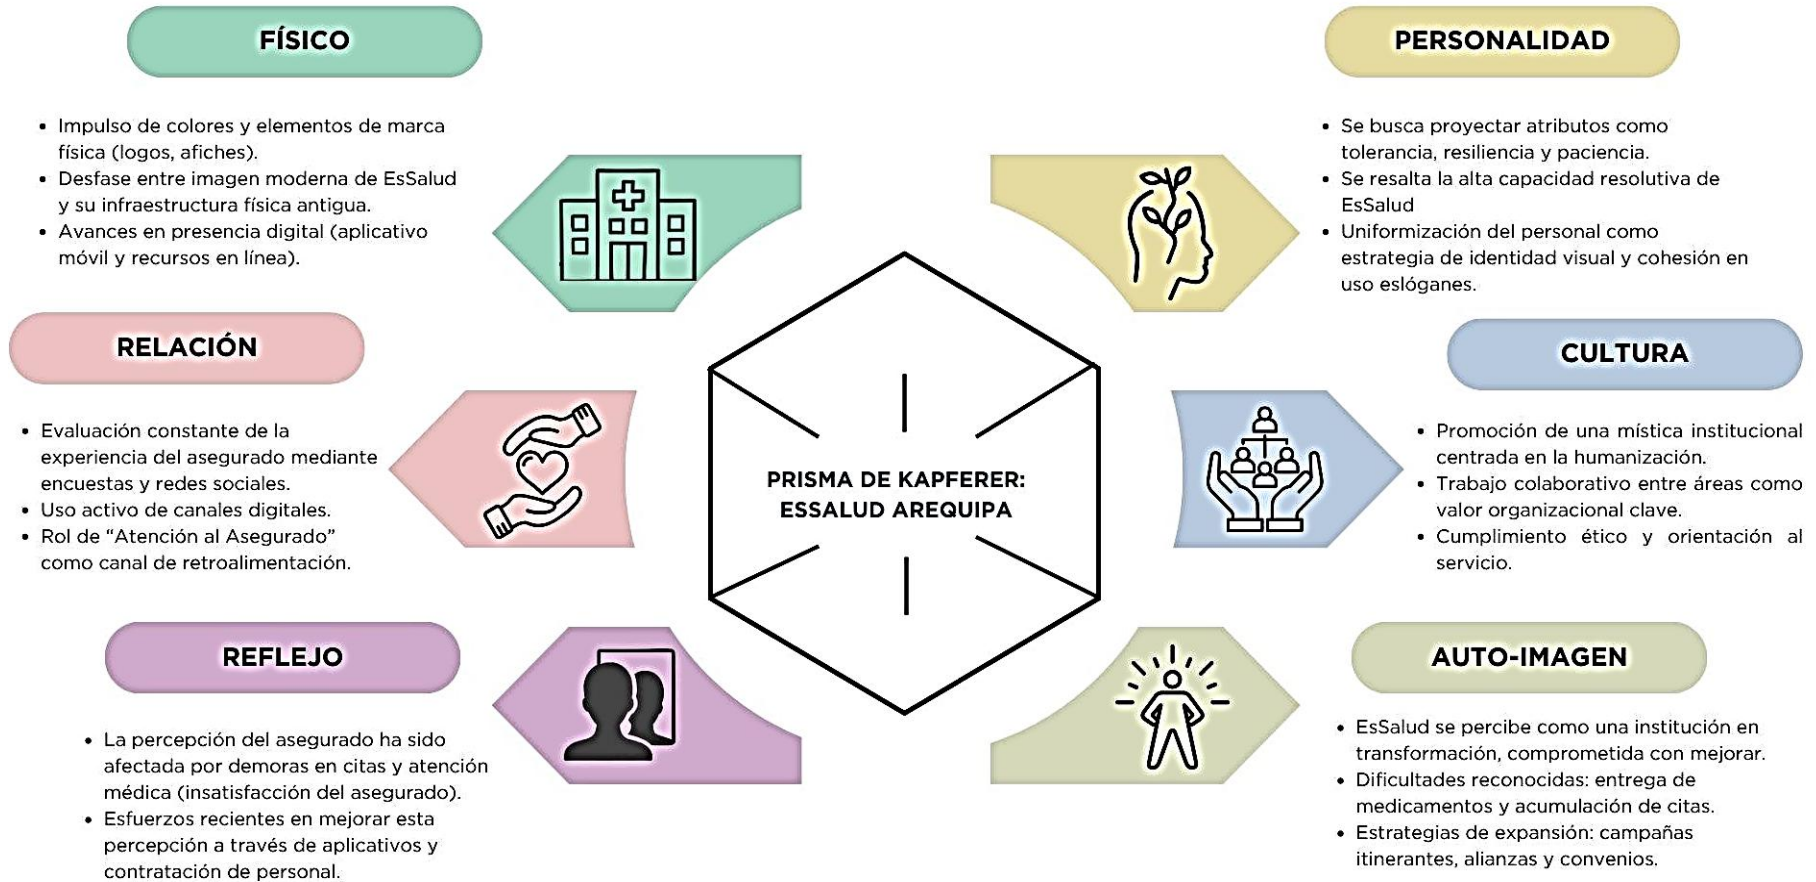 FÍSICO
• Impulso de colores y elementos de marca
física (logos, afiches).
• Desfase entre imagen moderna de EsSalud
y su infraestructura física antigua.
• Avances en presencia digital (aplicativo
móvil y recursos en línea).
PERSONALIDAD
• Se busca proyectar atributos como
tolerancia, resiliencia y paciencia.
• Se resalta la alta capacidad resolutiva de
EsSalud
• Uniformización del personal como
estrategia de identidad visual y cohesión en
uso eslóganes.
RELACIÓN
• Evaluación constante de la
experiencia del asegurado mediante
encuestas y redes sociales.
• Uso activo de canales digitales.
• Rol de “Atención al Asegurado”
como canal de retroalimentación.
PRISMA DE KAPFERER:
ESSALUD AREQUIPA
CULTURA
• Promoción de una mística institucional
centrada en la humanización.
• Trabajo colaborativo entre áreas como
valor organizacional clave.
• Cumplimiento ético y orientación al
servicio.
REFLEJO
• La percepción del asegurado ha sido
afectada por demoras en citas y atención
médica (insatisfacción del asegurado).
• Esfuerzos recientes en mejorar esta
percepción a través de aplicativos y
contratación de personal.
AUTO-IMAGEN
• EsSalud se percibe como una institución en
transformación, comprometida con mejorar.
• Dificultades reconocidas: entrega de
medicamentos y acumulación de citas.
• Estrategias de expansión: campañas
itinerantes, alianzas y convenios.